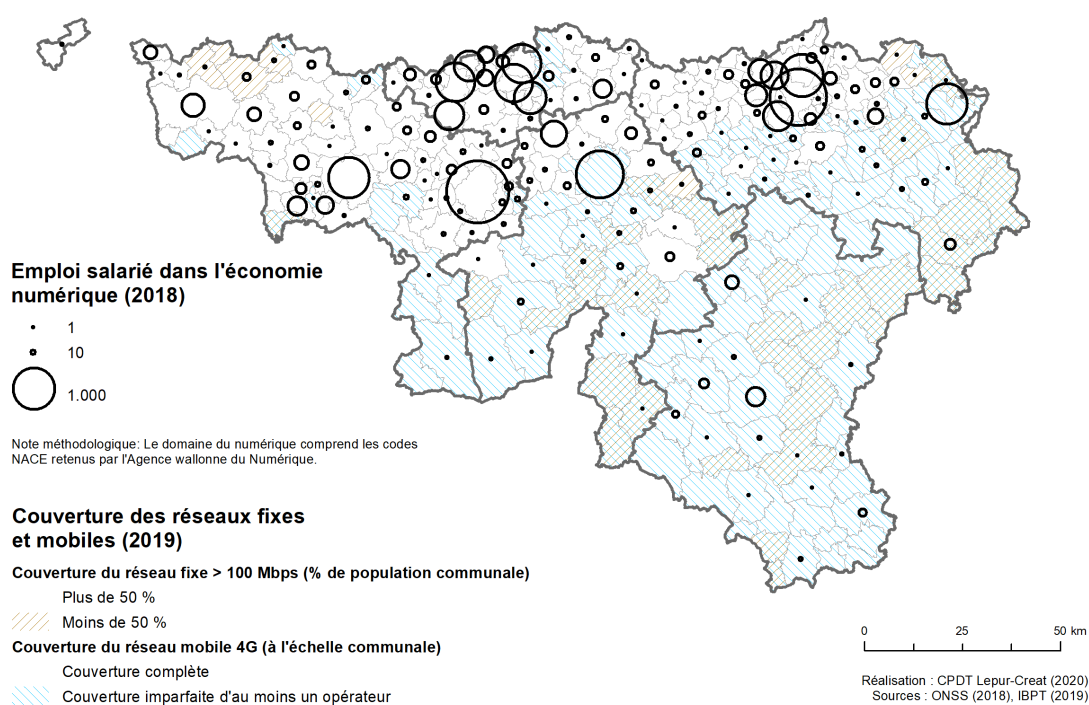 Emploi salarié dans l'économie
numérique (2018)
1
10
1.000
Note méthodologique: Le domaine du numérique comprend les codes
NACE retenus par l'Agence wallonne du Numérique.
Couverture des réseaux fixes
et mobiles (2019)
Couverture du réseau fixe > 100 Mbps (% de population communale)
Plus de 50 %
Moins de 50 %
Couverture du réseau mobile 4G (à l'échelle communale)
Couverture complète
Couverture imparfaite d'au moins un opérateur
0 25 50 km
Réalisation : CPDT Lepur-Creat (2020)
Sources : ONSS (2018), IBPT (2019)